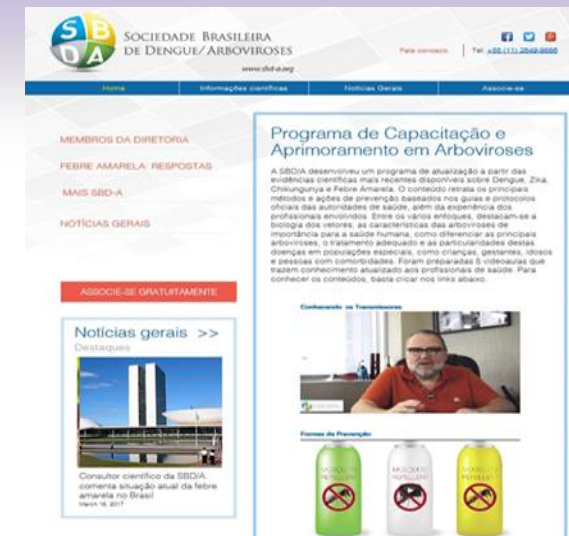 SBDA
SOCIEDADE BRASILEIRA
DE DENGUE/ARBOVIROSES
www.sbd-a.org
Fale conosco
Home
Informações científicas
Notícias Gerais
Associe-se
MEMBROS DA DIRETORIA
FEBRE AMARELA: RESPOSTAS
MAIS SBD-A
NOTÍCIAS GERAIS
ASSOCIE-SE GRATUITAMENTE
Notícias gerais >>
Destaques
Consultor científico da SBD/A
comenta situação atual da febre
amarela no Brasil
March 16, 2017
Programa de Capacitação e
Aprimoramento em Arboviroses
A SBD/A desenvolveu um programa de atualização a partir das
evidências científicas mais recentes disponíveis sobre Dengue, Zika,
Chikungunya e Febre Amarela. O conteúdo retrata os principais
métodos e ações de prevenção baseados nos guias e protocolos
oficiais das autoridades de saúde, além da experiência dos
profissionais envolvidos. Entre os vários enfoques, destacam-se a
biologia dos vetores, as características das arboviroses de
importância para a saúde humana, como diferenciar as principais
arboviroses, o tratamento adequado e as particularidades destas
doenças em populações especiais, como crianças, gestantes, idosos
e pessoas com comorbidades. Foram preparadas 5 videoaulas que
trazem conhecimento atualizado aos profissionais de saúde. Para
conhecer os conteúdos, basta cricar nos links abaixo.
Conhecendo os Transmissores
Formas de Prevenção
MOSQUITO
REPELLENT
MOSQUITO
REPELLENT
MOSQUITO
REPELLENT